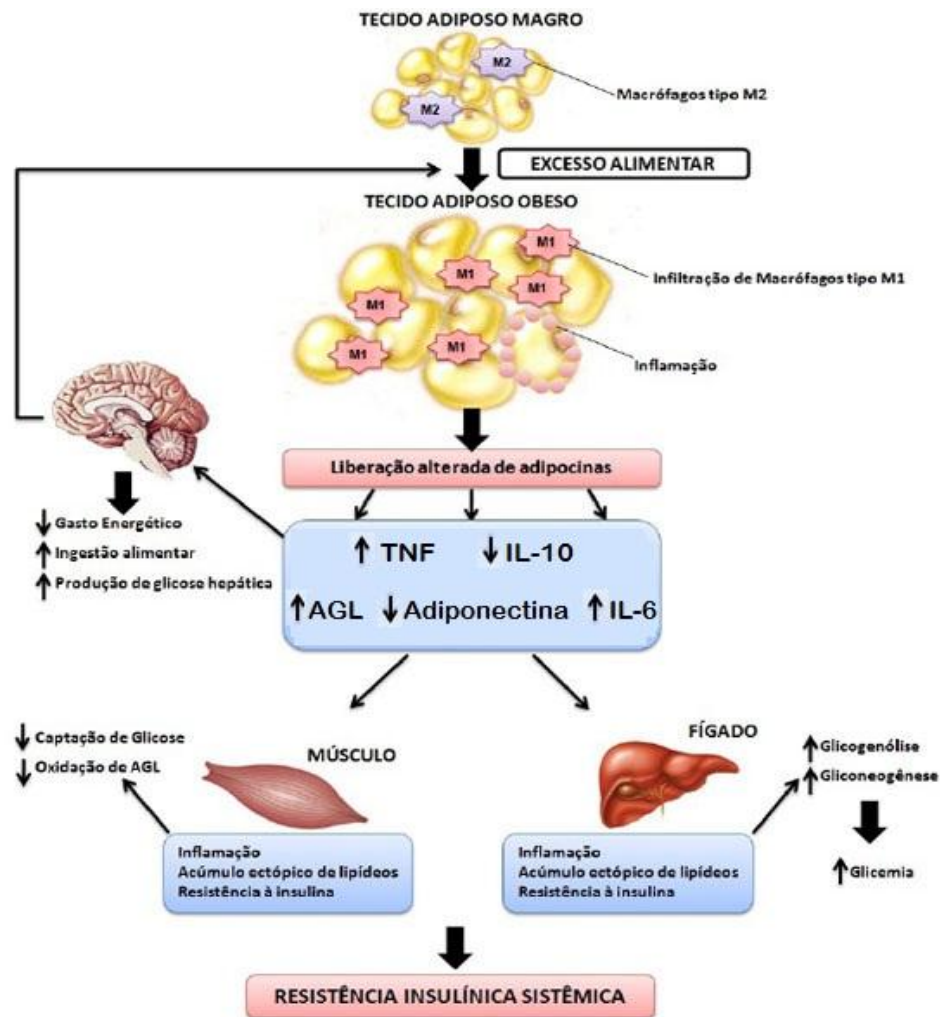 TECIDO ADIPOSO MAGRO
M2
M2
Macrófagos tipo M2
EXCESSO ALIMENTAR
TECIDO ADIPOSO OBESO
M1
M1
M1
M1
M1
M1
Infiltração de Macrófagos tipo M1
Inflamação
Liberação alterada de adipocinas
↓ Gasto Energético
↑ Ingestão alimentar
↑ Produção de glicose hepática
↑ TNF ↓ IL-10
↑ AGL ↓ Adiponectina ↑ IL-6
↓ Captação de Glicose
↓ Oxidação de AGL
MÚSCULO
Inflamação
Acúmulo ectópico de lipídeos
Resistência à insulina
FÍGADO
↑ Glicogenólise
↑ Gliconeogênese
↑ Glicemia
Inflamação
Acúmulo ectópico de lipídeos
Resistência à insulina
RESISTÊNCIA INSULÍNICA SISTÊMICA